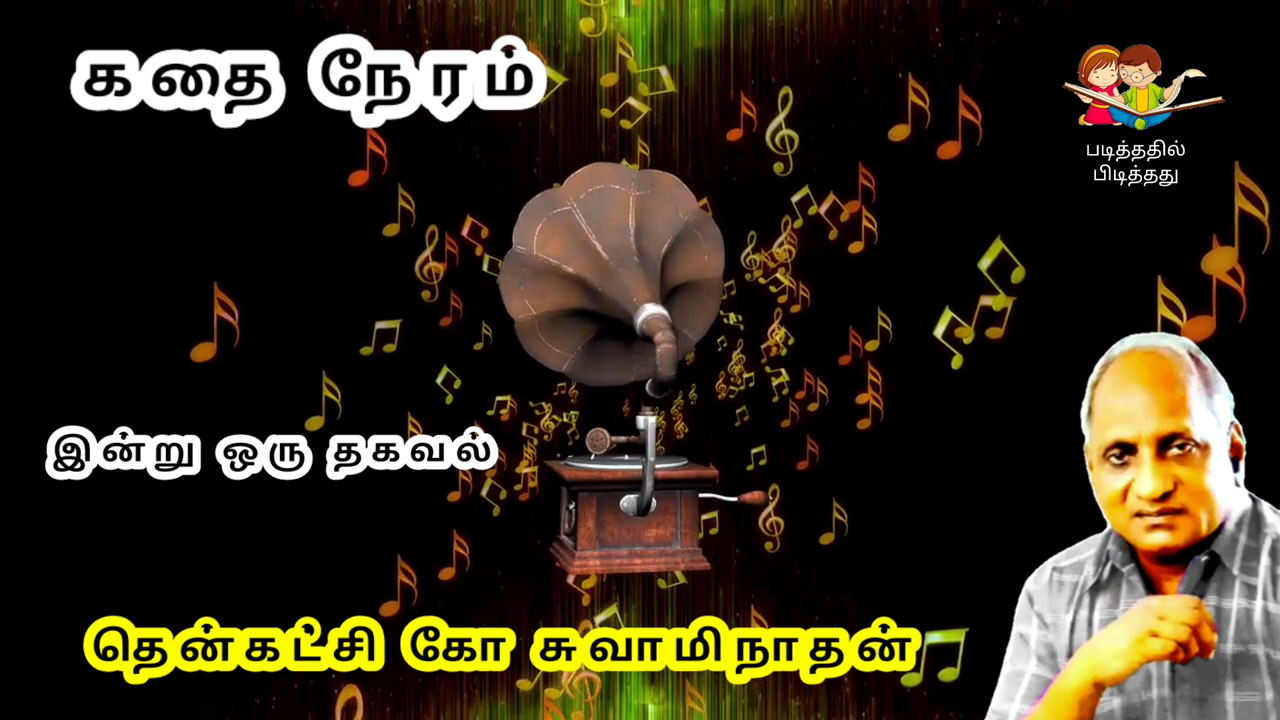 கதை நேரம்
படித்ததில்
பிடித்தது
இன்று ஒரு தகவல்
தென்கட்சி கோ சுவாமிநாதன்